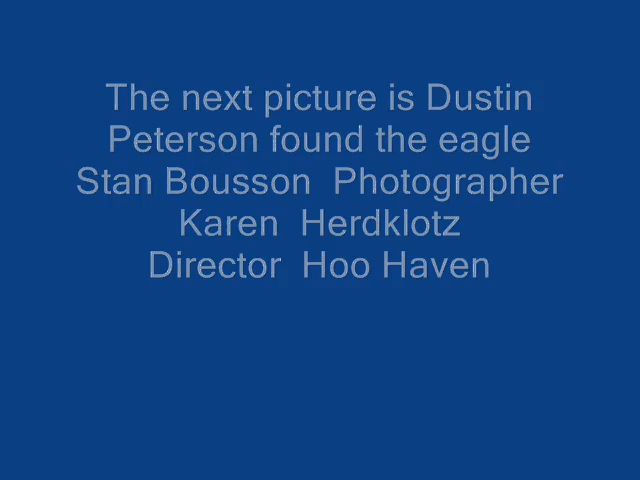 The next picture is Dustin
Peterson found the eagle
Stan Bousson  Photographer
Karen  Herdklotz
Director  Hoo Haven